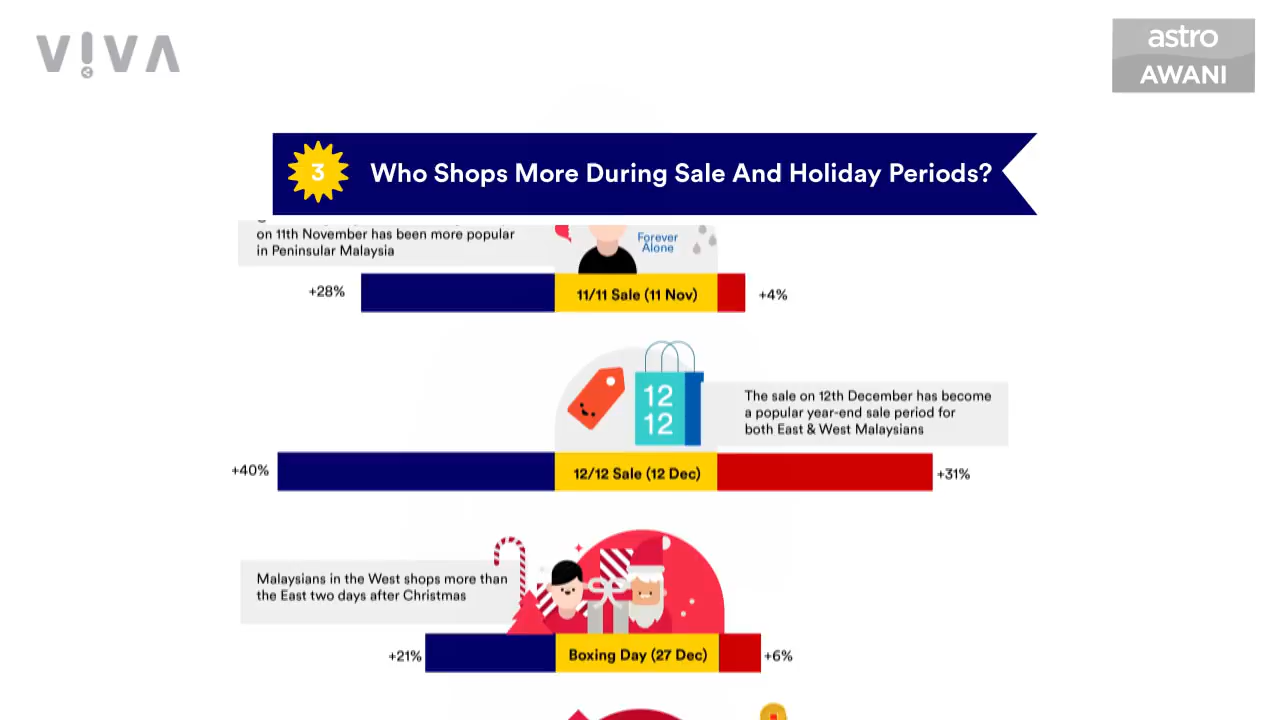 V!VA
astro
AWANI
3
Who Shops More During Sale And Holiday Periods?
on 11th November has been more popular
in Peninsular Malaysia
Forever
Alone
+28%
11/11 Sale (11 Nov)
+4%
12
12
The sale on 12th December has become
a popular year-end sale period for
both East & West Malaysians
+40%
12/12 Sale (12 Dec)
+31%
Malaysians in the West shops more than
the East two days after Christmas
+21%
Boxing Day (27 Dec)
+6%